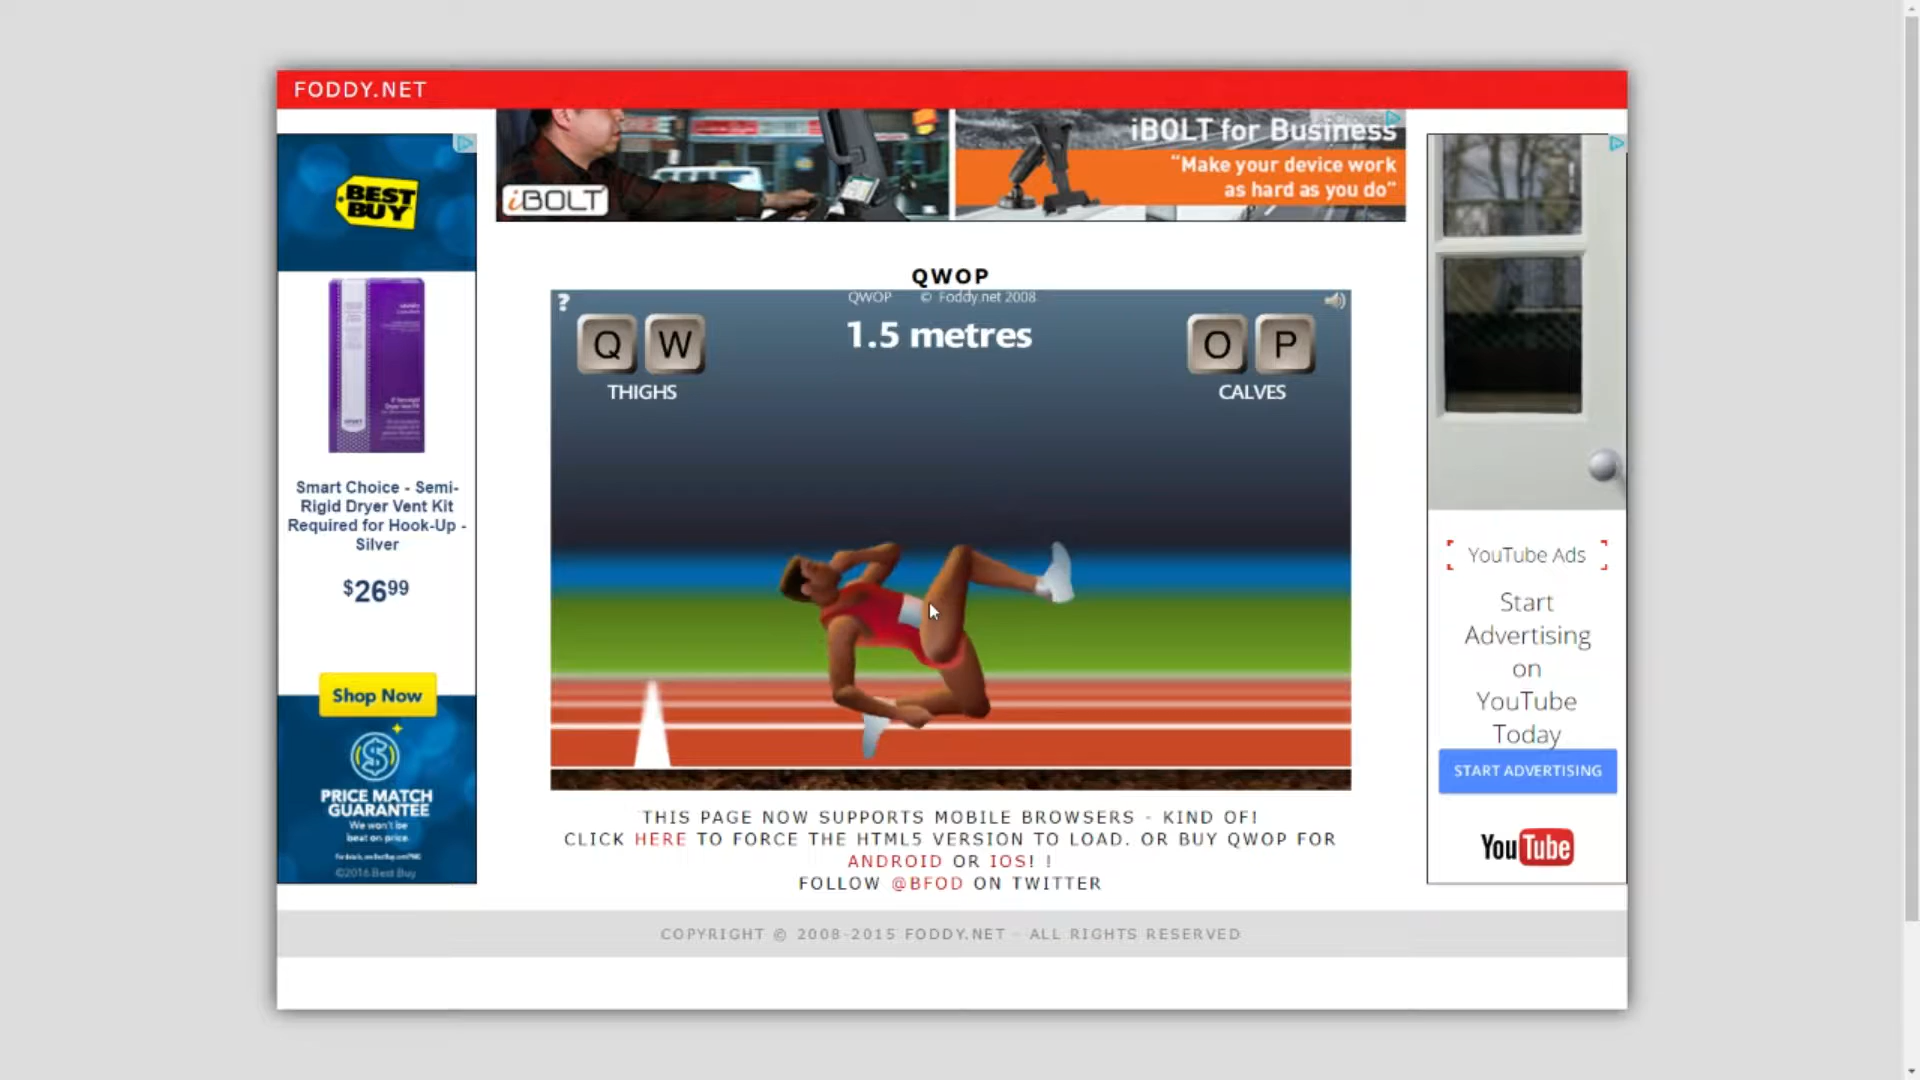 FODDY.NET
BEST
BUY
Smart Choice - Semi-
Rigid Dryer Vent Kit
Required for Hook-Up -
Silver
$2699
Shop Now
PRICE MATCH
GUARANTEE
We won't be
beat on price.
©2016 Best Buy
iBOLT
iBOLT for Business
"Make your device work
as hard as you do"
QWOP
? QWOP © Foddy.net 2008
1.5 metres
Q W
THIGHS
O P
CALVES
THIS PAGE NOW SUPPORTS MOBILE BROWSERS - KIND OF!
CLICK HERE TO FORCE THE HTML5 VERSION TO LOAD. OR BUY QWOP FOR
ANDROID OR IOS! !
FOLLOW @BFOD ON TWITTER
YouTube Ads
Start
Advertising
on
YouTube
Today
START ADVERTISING
YouTube
COPYRIGHT © 2008-2015 FODDY.NET - ALL RIGHTS RESERVED